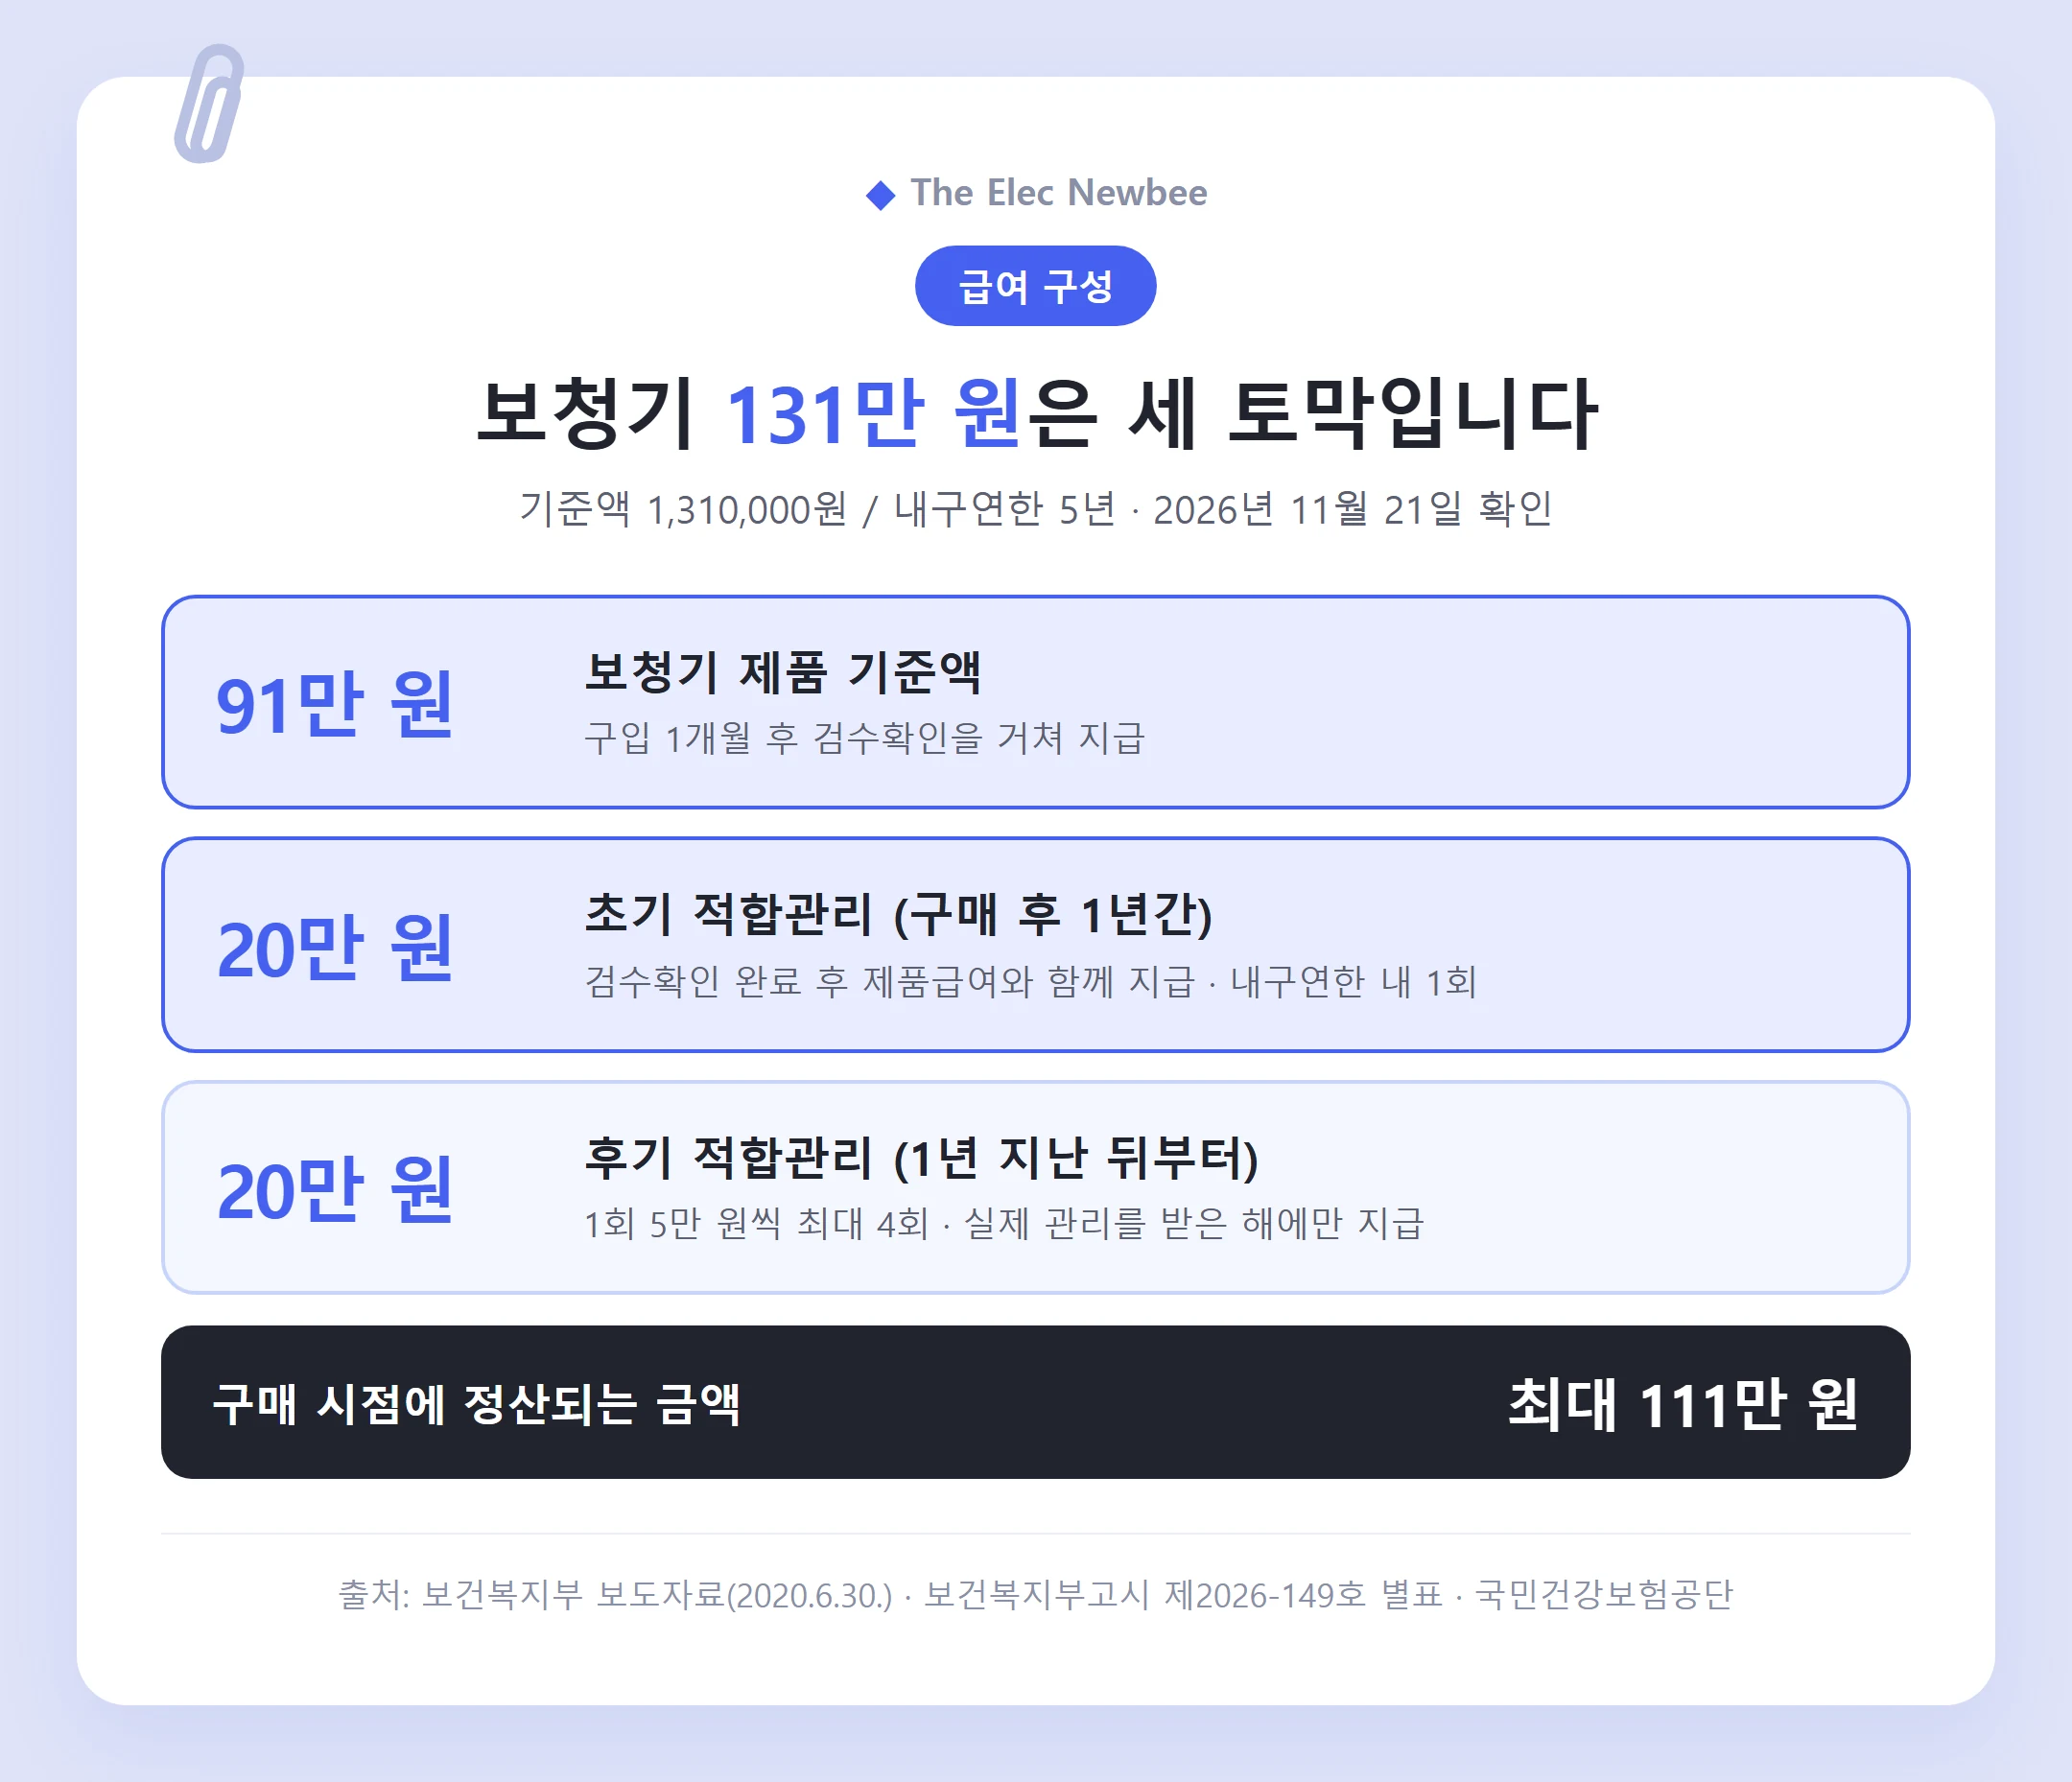 The Elec Newbee
급여 구성
보청기 131만 원은 세 토막입니다
기준액 1,310,000원 / 내구연한 5년 · 2026년 11월 21일 확인
91만 원
보청기 제품 기준액
구입 1개월 후 검수확인을 거쳐 지급
20만 원
초기 적합관리 (구매 후 1년간)
검수확인 완료 후 제품급여와 함께 지급 · 내구연한 내 1회
20만 원
후기 적합관리 (1년 지난 뒤부터)
1회 5만 원씩 최대 4회 · 실제 관리를 받은 해에만 지급
구매 시점에 정산되는 금액
최대 111만 원
출처: 보건복지부 보도자료(2020.6.30.) · 보건복지부고시 제2026-149호 별표 · 국민건강보험공단